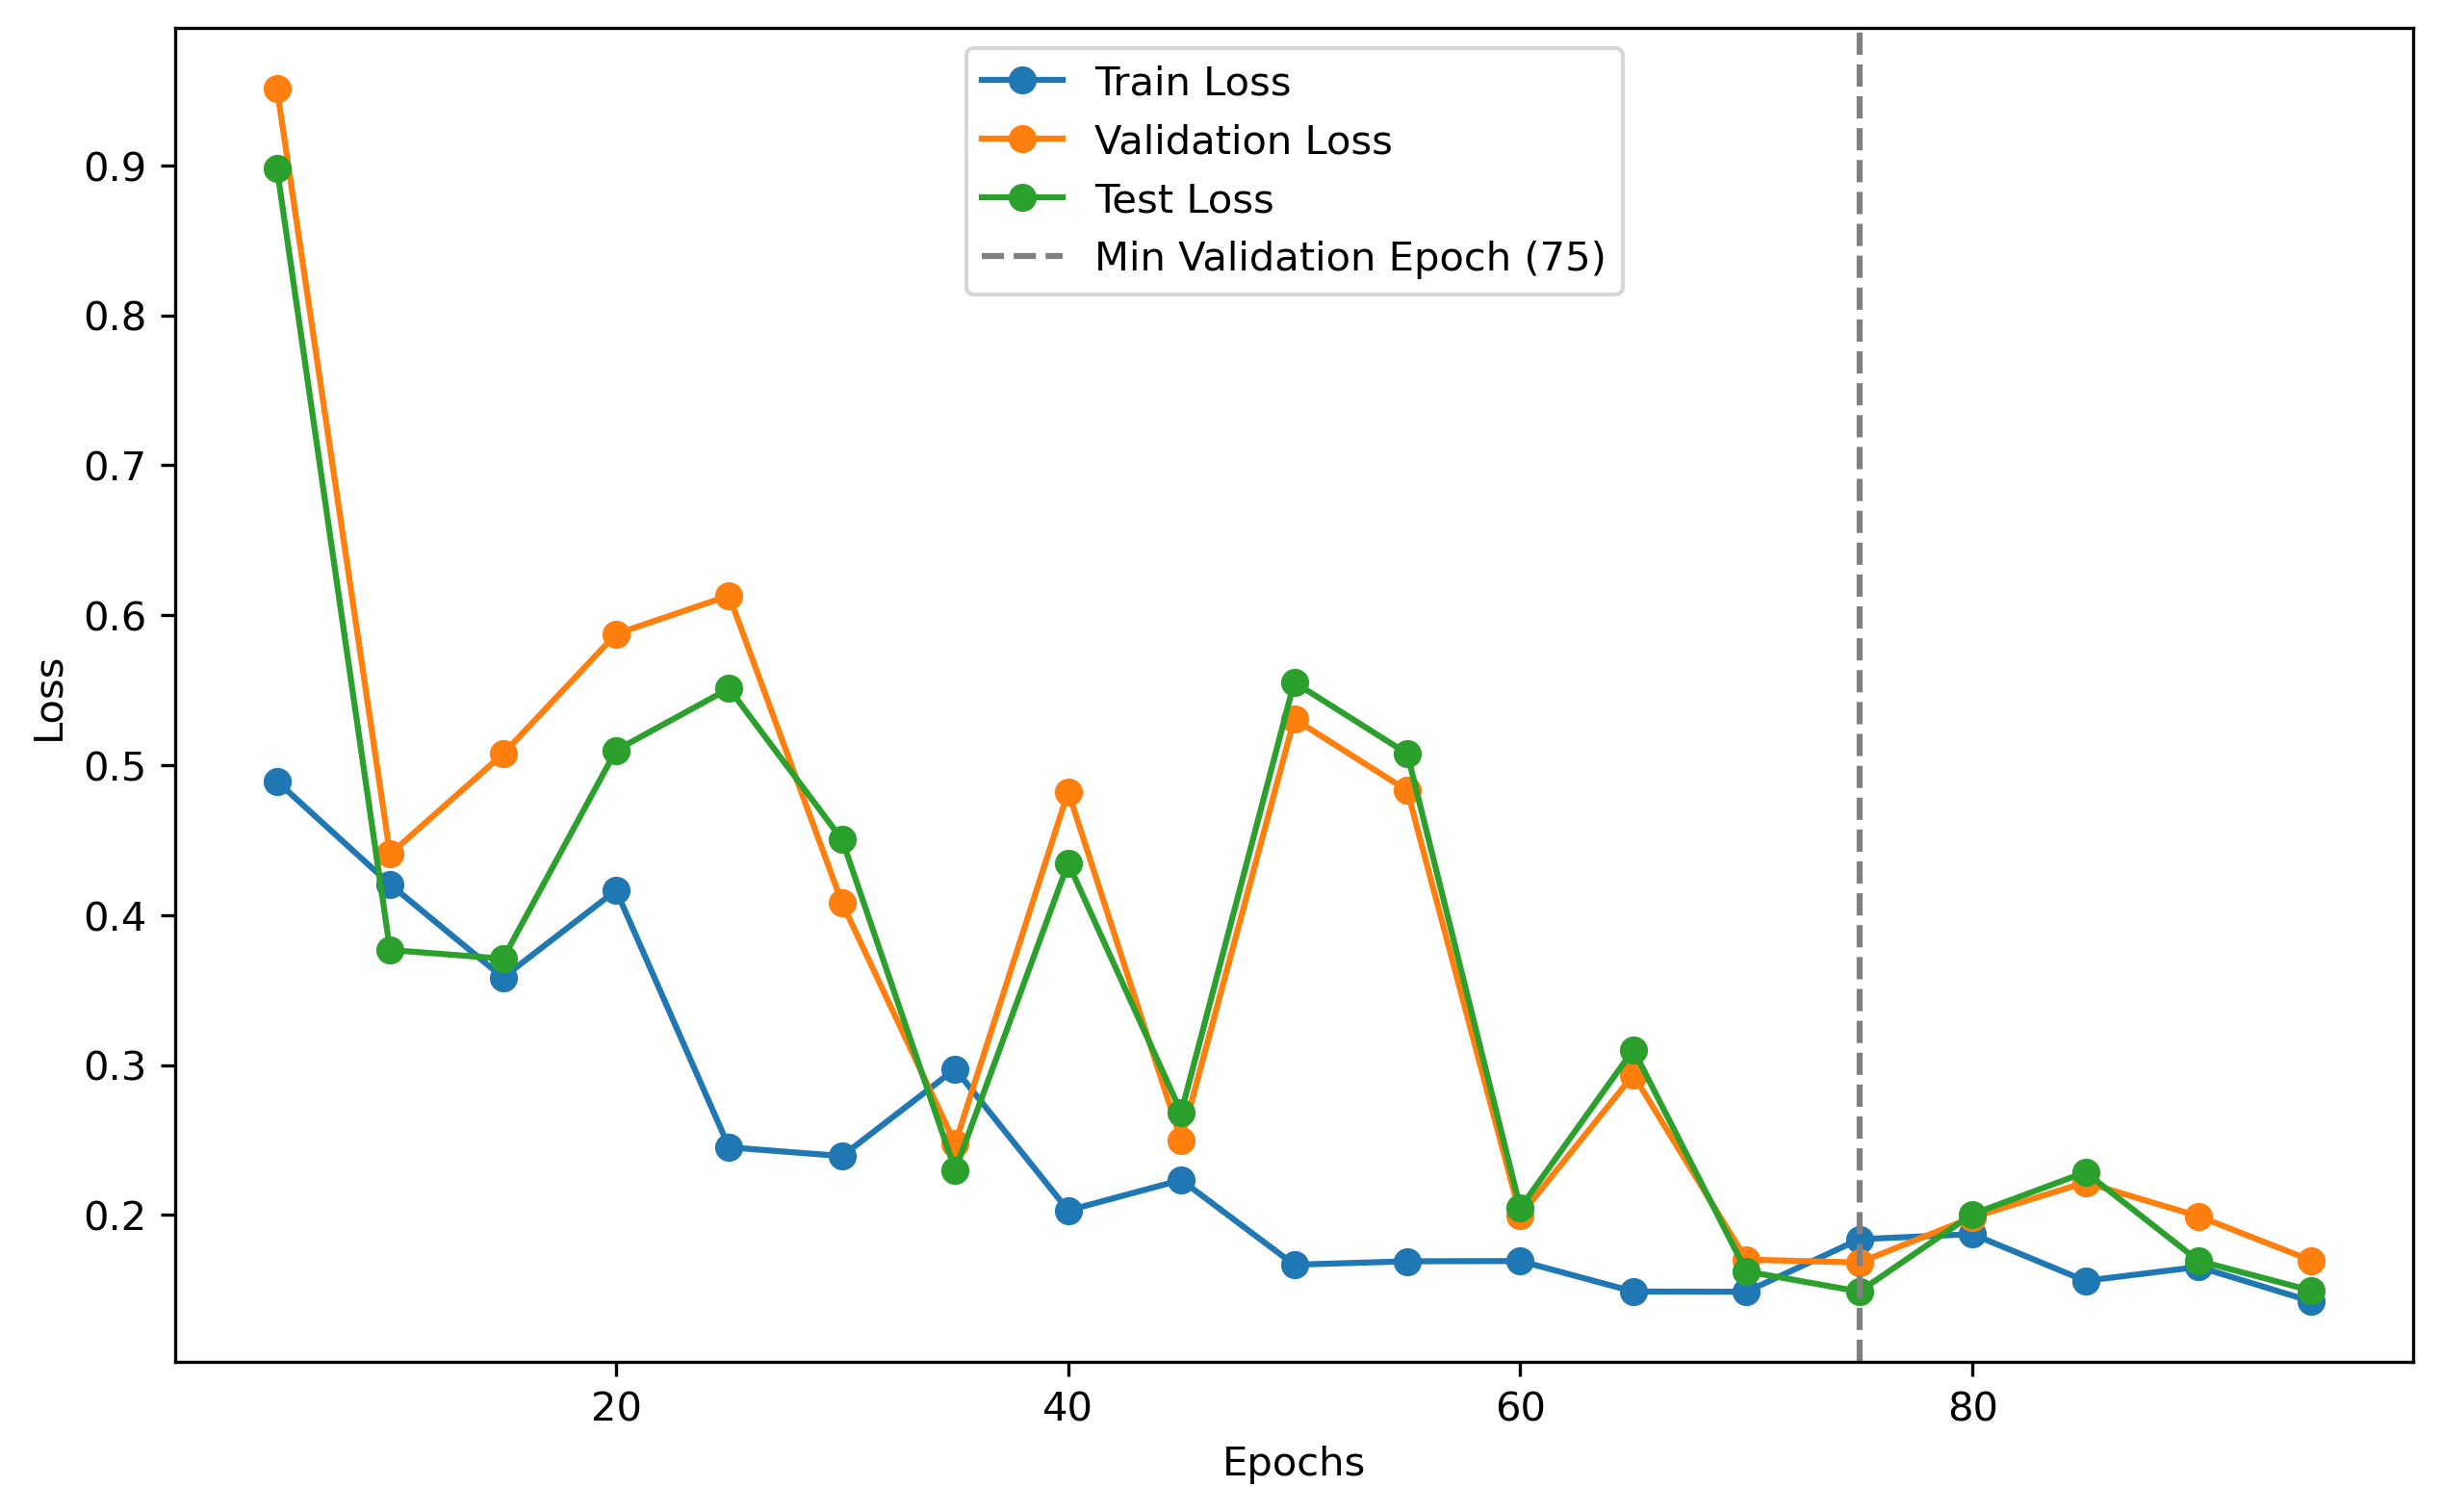 Train Loss
Validation Loss
Test Loss
Min Validation Epoch (75)
0.9
0.8
0.7
0.6
0.5
0.4
0.3
0.2
Loss
20 40 60 80
Epochs